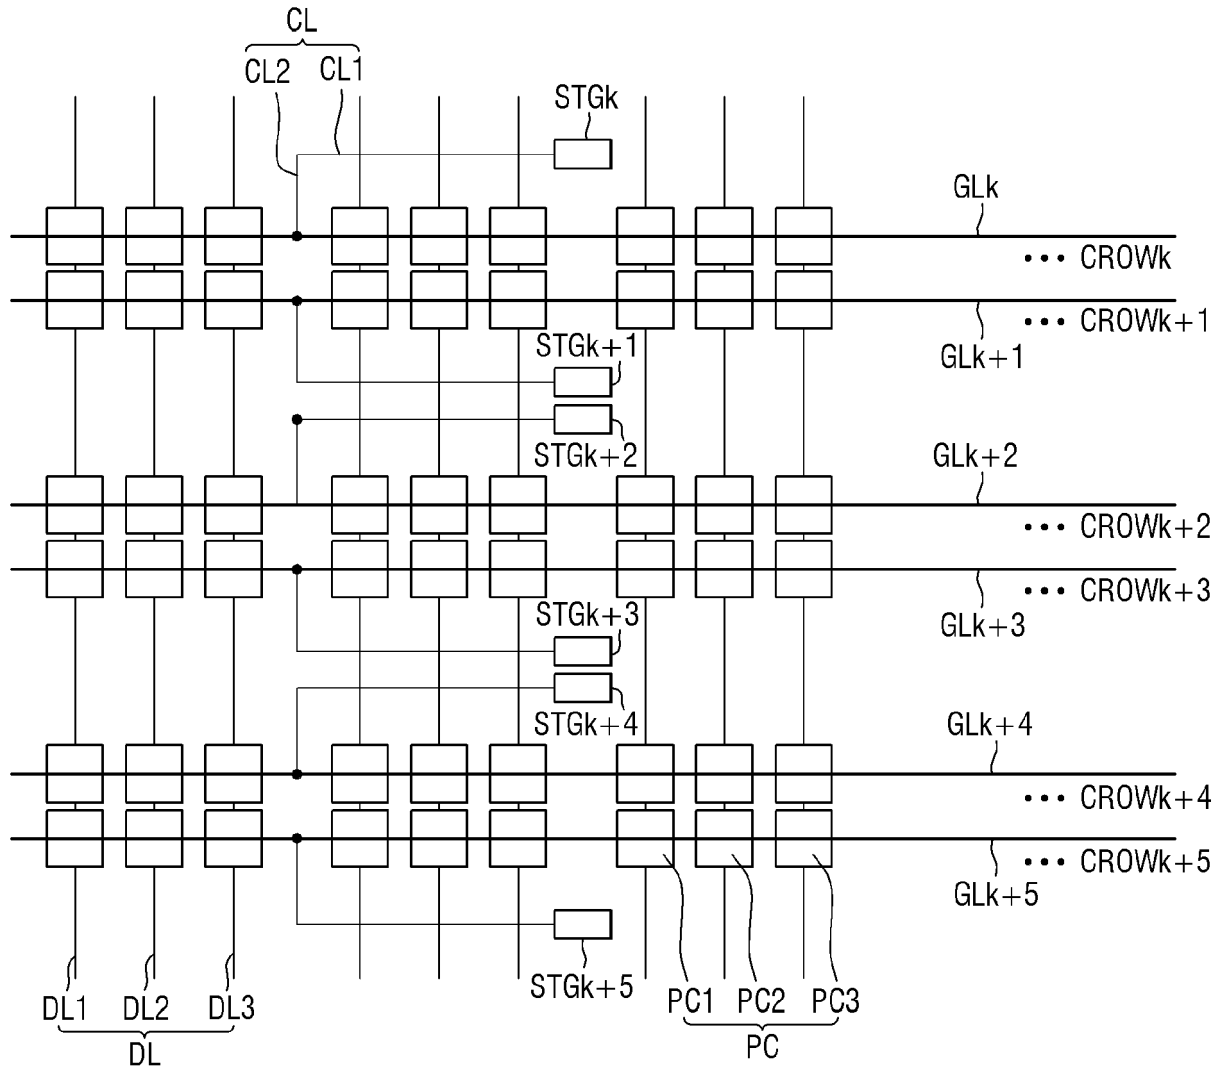 CL
CL2 CL1
STGk
GLk
••• CROWk
••• CROWk+1
STGk+1
GLk+1
STGk+2
GLk+2
••• CROWk+2
••• CROWk+3
STGk+3
GLk+3
STGk+4
GLk+4
••• CROWk+4
••• CROWk+5
GLk+5
STGk+5
DL1 DL2 DL3
PC1 PC2 PC3
DL
PC